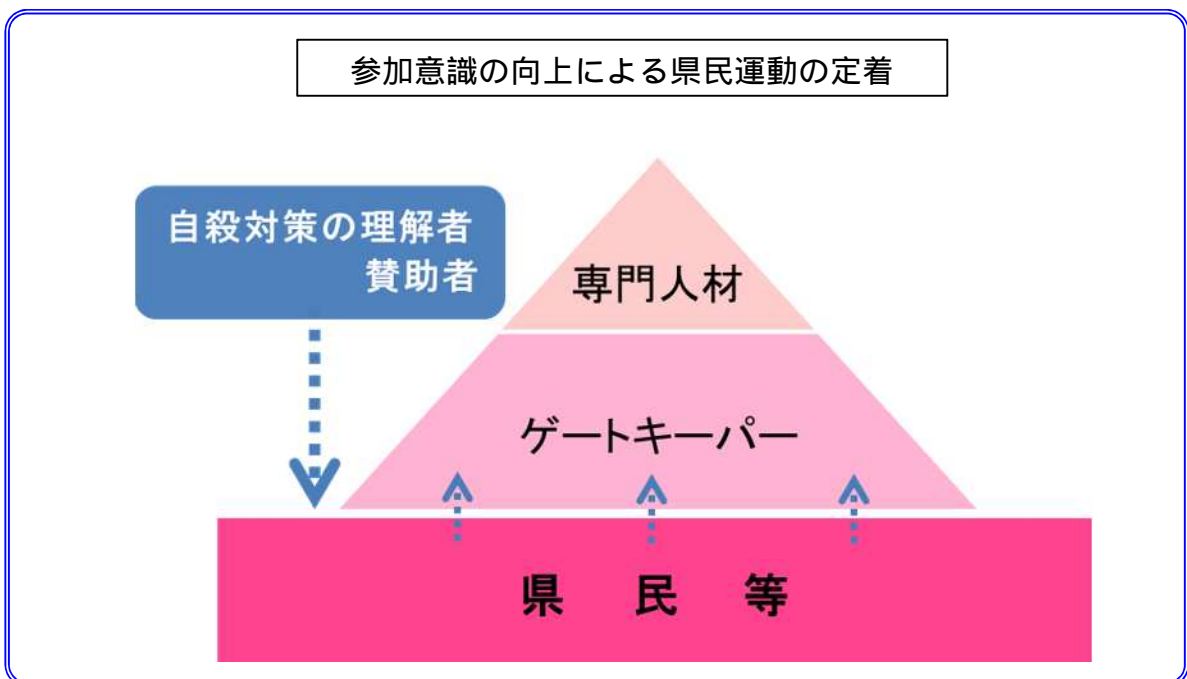 参加意識の向上による県民運動の定着
自殺対策の理解者
賛助者
専門人材
ゲートキーパー
県 民 等